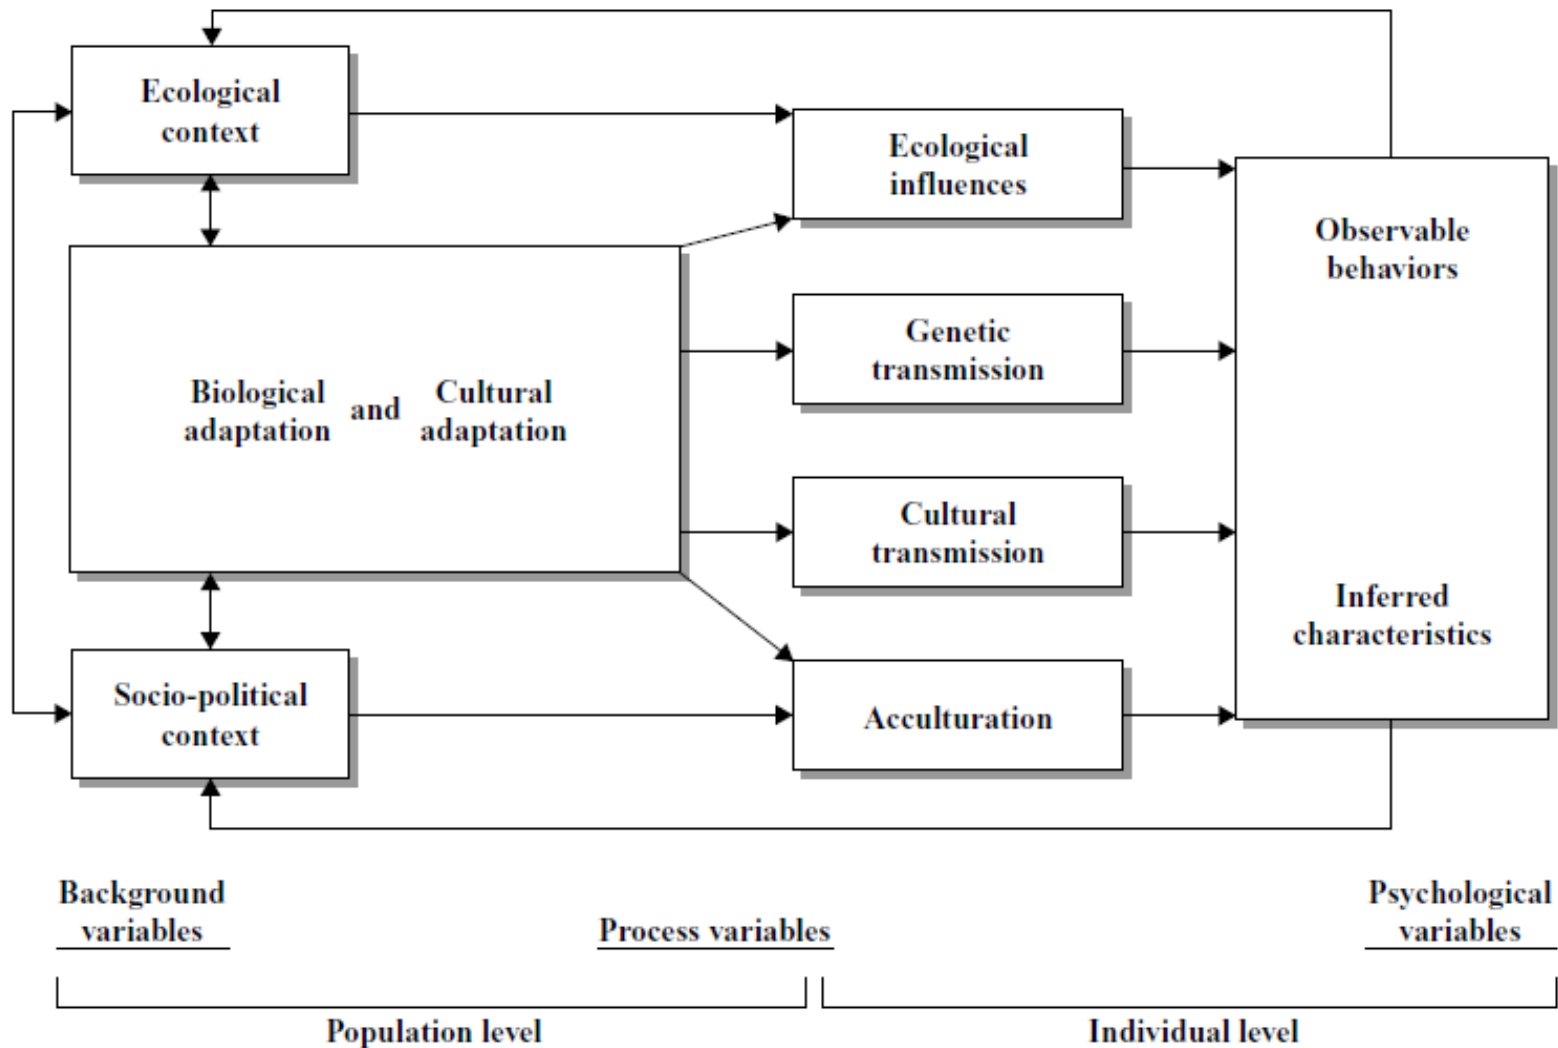 Ecological
context
Ecological
influences
Observable
behaviors
Genetic
transmission
Biological
adaptation
and
Cultural
adaptation
Cultural
transmission
Inferred
characteristics
Socio-political
context
Acculturation
Background
variables
Process variables
Psychological
variables
Population level
Individual level